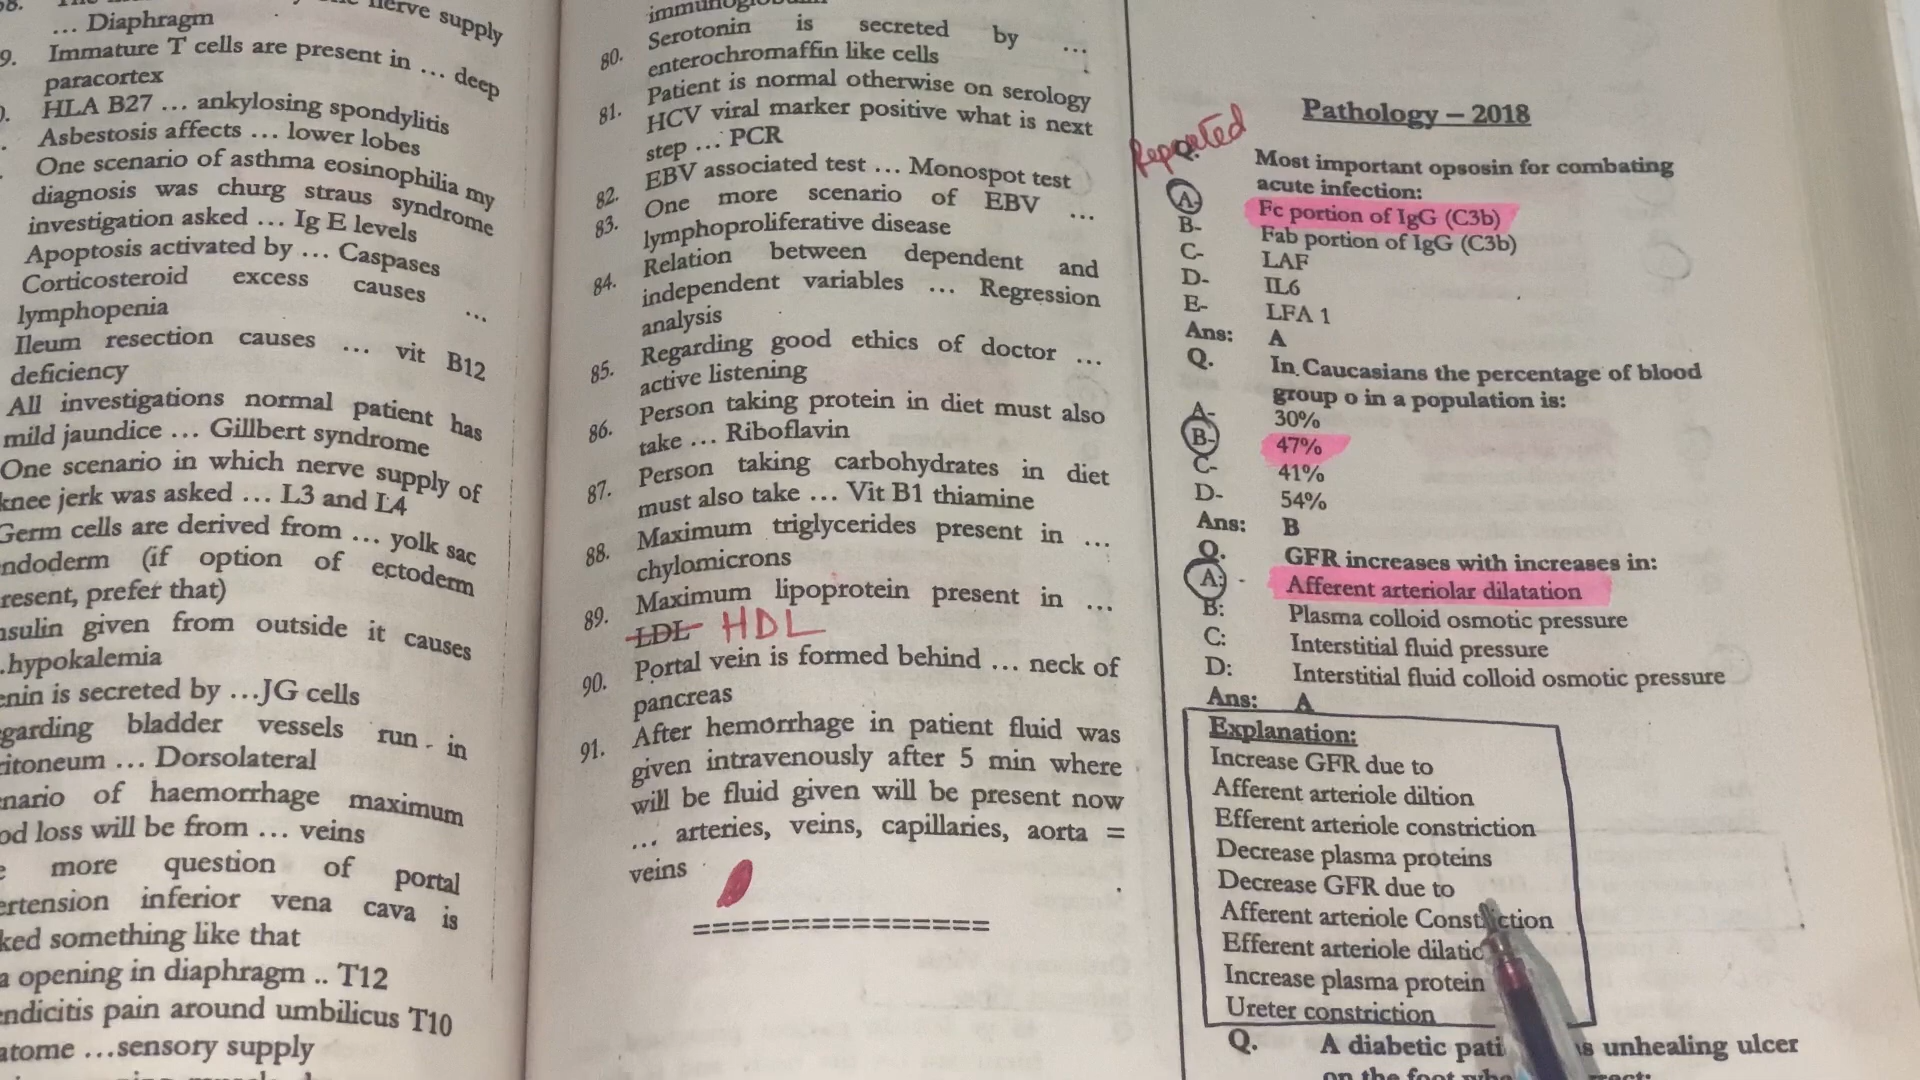 nerve supply
... Diaphragm
9. Immature T cells are present in ... deep
paracortex
HLA B27 ... ankylosing spondylitis
Asbestosis affects ... lower lobes
One scenario of asthma eosinophilia my
diagnosis was churg straus syndrome
investigation asked ... Ig E levels
Apoptosis activated by ... Caspases
Corticosteroid excess causes ...
lymphopenia
Ileum resection causes ... vit B12
deficiency
All investigations normal patient has
mild jaundice ... Gillbert syndrome
One scenario in which nerve supply of
knee jerk was asked ... L3 and L4
Germ cells are derived from ... yolk sac
ndoderm (if option of ectoderm
resent, prefer that)
nsulin given from outside it causes
.hypokalemia
enin is secreted by ...JG cells
garding bladder vessels run in
ritoneum ... Dorsolateral
nario of haemorrhage maximum
od loss will be from ... veins
e more question of portal
ertension inferior vena cava is
ked something like that
a opening in diaphragm .. T12
endicitis pain around umbilicus T10
atome ...sensory supply
80. Serotonin is secreted by ...
enterochromaffin like cells
81. Patient is normal otherwise on serology
HCV viral marker positive what is next
step ... PCR
82. EBV associated test ... Monospot test
83. One more scenario of EBV ...
lymphoproliferative disease
84. Relation between dependent and
independent variables ... Regression
analysis
85. Regarding good ethics of doctor ...
active listening
86. Person taking protein in diet must also
take ... Riboflavin
87. Person taking carbohydrates in diet
must also take ... Vit B1 thiamine
88. Maximum triglycerides present in ...
chylomicrons
89. Maximum lipoprotein present in ...
LDL HDL
90. Portal vein is formed behind ... neck of
pancreas
91. After hemorrhage in patient fluid was
given intravenously after 5 min where
will be fluid given will be present now
... arteries, veins, capillaries, aorta =
veins
===============
Pathology – 2018
Repeated
Q. Most important opsosin for combating
acute infection:
A- Fc portion of IgG (C3b)
B- Fab portion of IgG (C3b)
C- LAF
D- IL6
E- LFA 1
Ans: A
Q. In Caucasians the percentage of blood
group o in a population is:
A- 30%
B- 47%
C- 41%
D- 54%
Ans: B
Q. GFR increases with increases in:
A: Afferent arteriolar dilatation
B: Plasma colloid osmotic pressure
C: Interstitial fluid pressure
D: Interstitial fluid colloid osmotic pressure
Ans: A
Explanation:
Increase GFR due to
Afferent arteriole diltion
Efferent arteriole constriction
Decrease plasma proteins
Decrease GFR due to
Afferent arteriole Constriction
Efferent arteriole dilatio
Increase plasma protein
Ureter constriction
Q. A diabetic pati s unhealing ulcer
on the foot